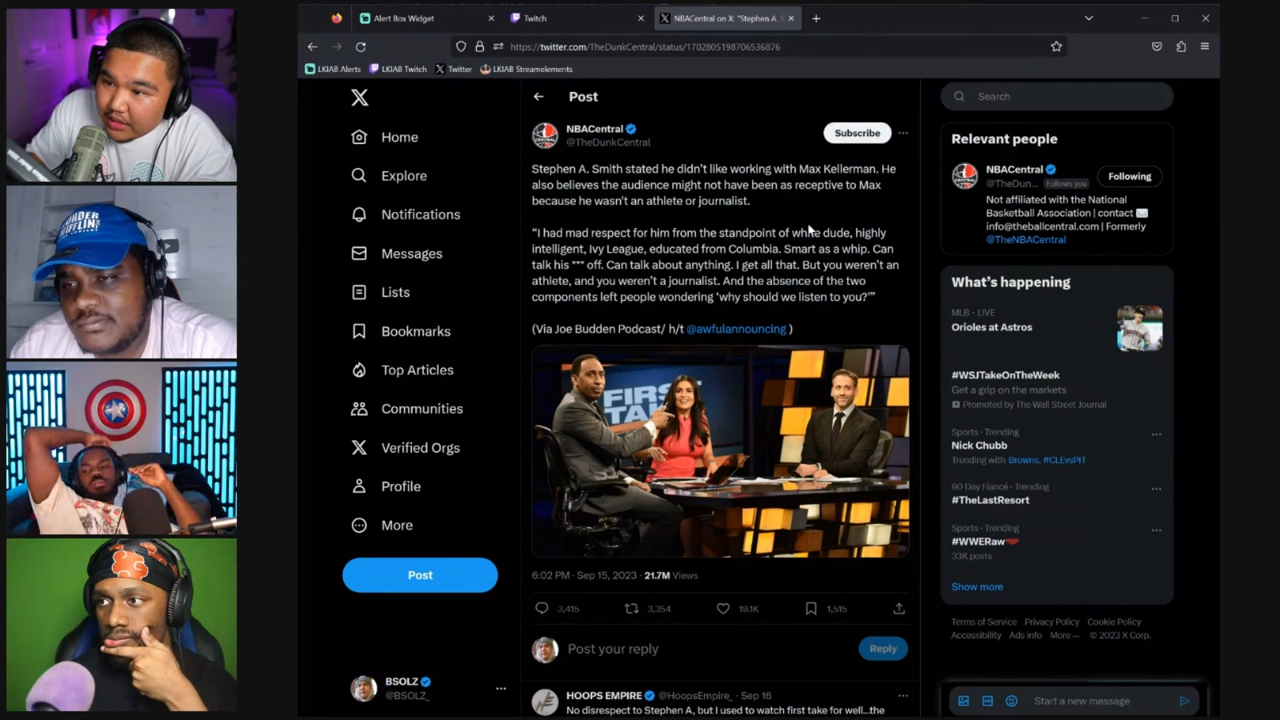 Alert Box Widget
Twitch
NBACentral on X: "Stephen A. S
https://twitter.com/TheDunkCentral/status/1702805198706536876
LKIAB Alerts
LKIAB Twitch
Twitter
LKIAB Streamelements
Home
Explore
Notifications
Messages
Lists
Bookmarks
Top Articles
Communities
Verified Orgs
Profile
More
Post
BSOLZ
@BSOLZ_
Post
NBACentral
@TheDunkCentral
Subscribe
Stephen A. Smith stated he didn't like working with Max Kellerman. He
also believes the audience might not have been as receptive to Max
because he wasn't an athlete or journalist.
“I had mad respect for him from the standpoint of white dude, highly
intelligent, Ivy League, educated from Columbia. Smart as a whip. Can
talk his *** off. Can talk about anything. I get all that. But you weren't an
athlete, and you weren't a journalist. And the absence of the two
components left people wondering ‘why should we listen to you?’”
(Via Joe Budden Podcast/ h/t @awfulannouncing )
FIRST
6:02 PM · Sep 15, 2023 · 21.7M Views
3,415
3,354
19.1K
1,515
Post your reply
Reply
HOOPS EMPIRE @HoopsEmpire_ · Sep 16
No disrespect to Stephen A, but I used to watch first take for well...the
Search
Relevant people
NBACentral
@TheDun... Follows you
Following
Not affiliated with the National
Basketball Association | contact
info@theballcentral.com | Formerly
@TheNBACentral
What's happening
MLB · LIVE
Orioles at Astros
#WSJTakeOnTheWeek
Get a grip on the markets
Promoted by The Wall Street Journal
Sports · Trending
Nick Chubb
Trending with Browns, #CLEvsPIT
90 Day Fiancé · Trending
#TheLastResort
Sports · Trending
#WWERaw
33K posts
Show more
Terms of Service Privacy Policy Cookie Policy
Accessibility Ads info More ··· © 2023 X Corp.
Start a new message